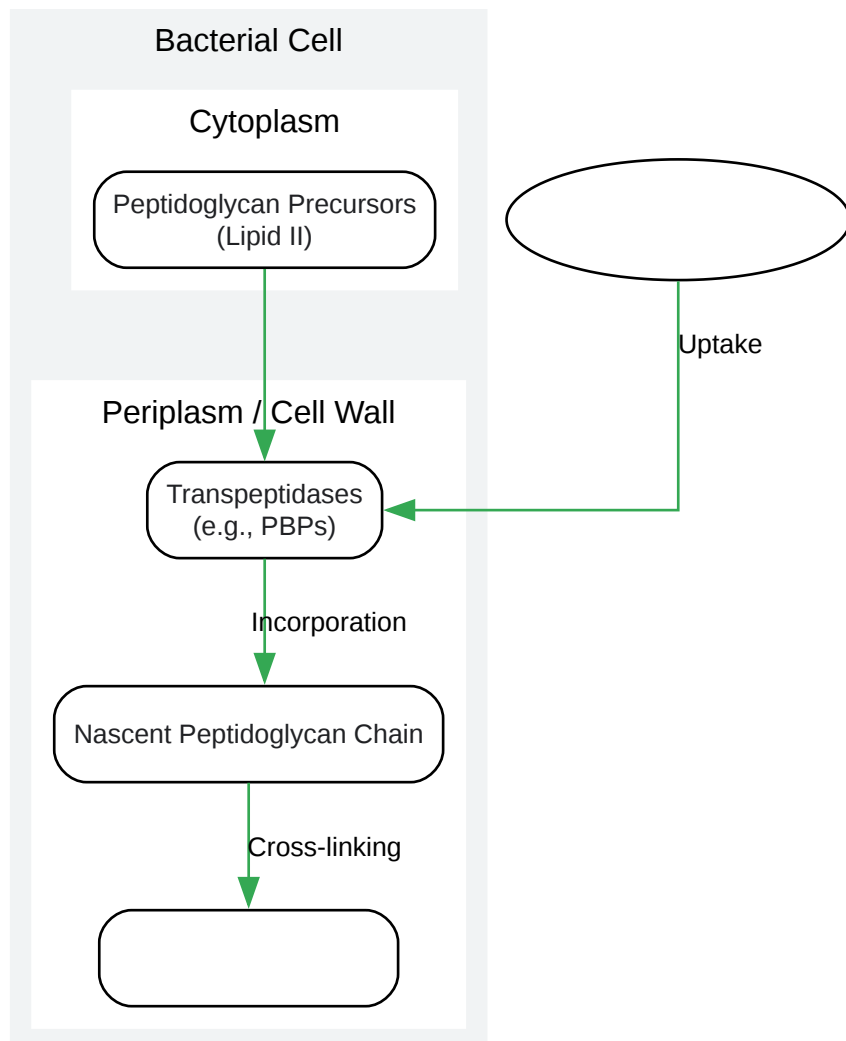 Bacterial Cell
Cytoplasm
Peptidoglycan Precursors
(Lipid II)
Uptake
Periplasm / Cell Wall
Transpeptidases
(e.g., PBPs)
Incorporation
Nascent Peptidoglycan Chain
Cross-linking